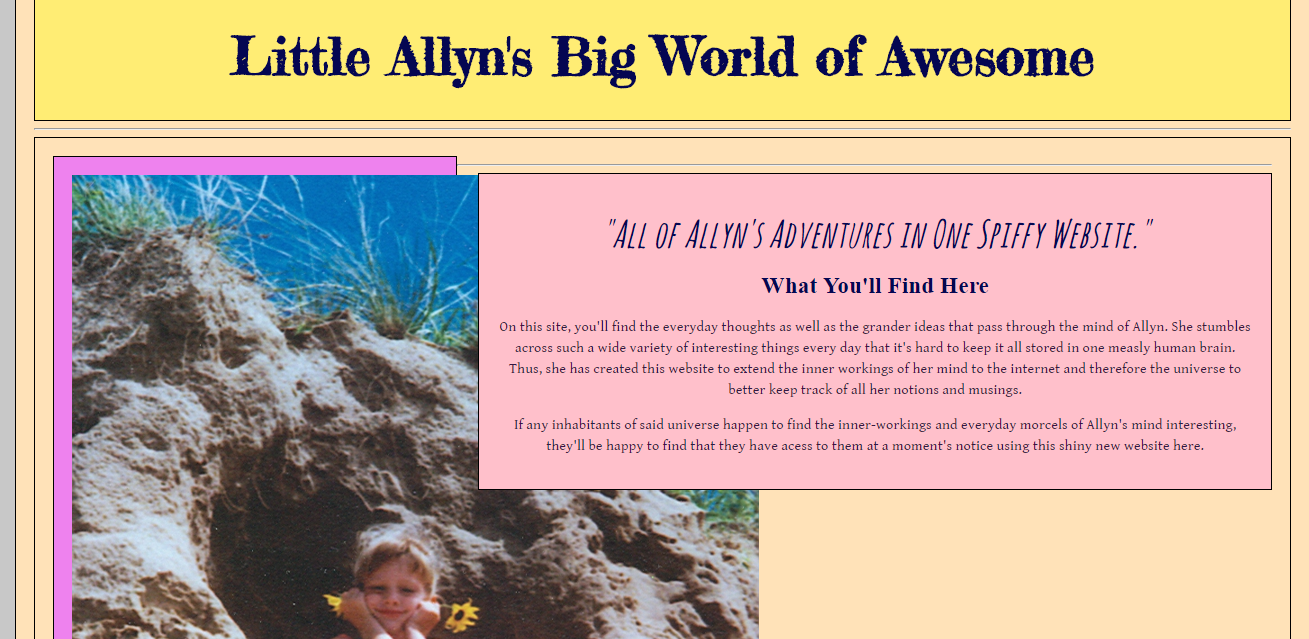 Little Allyn's Big World of Awesome
"All of Allyn's Adventures in One Spiffy Website."
What You'll Find Here
On this site, you'll find the everyday thoughts as well as the grander ideas that pass through the mind of Allyn. She stumbles
across such a wide variety of interesting things every day that it's hard to keep it all stored in one measly human brain.
Thus, she has created this website to extend the inner workings of her mind to the internet and therefore the universe to
better keep track of all her notions and musings.
If any inhabitants of said universe happen to find the inner-workings and everyday morcels of Allyn's mind interesting,
they'll be happy to find that they have acess to them at a moment's notice using this shiny new website here.